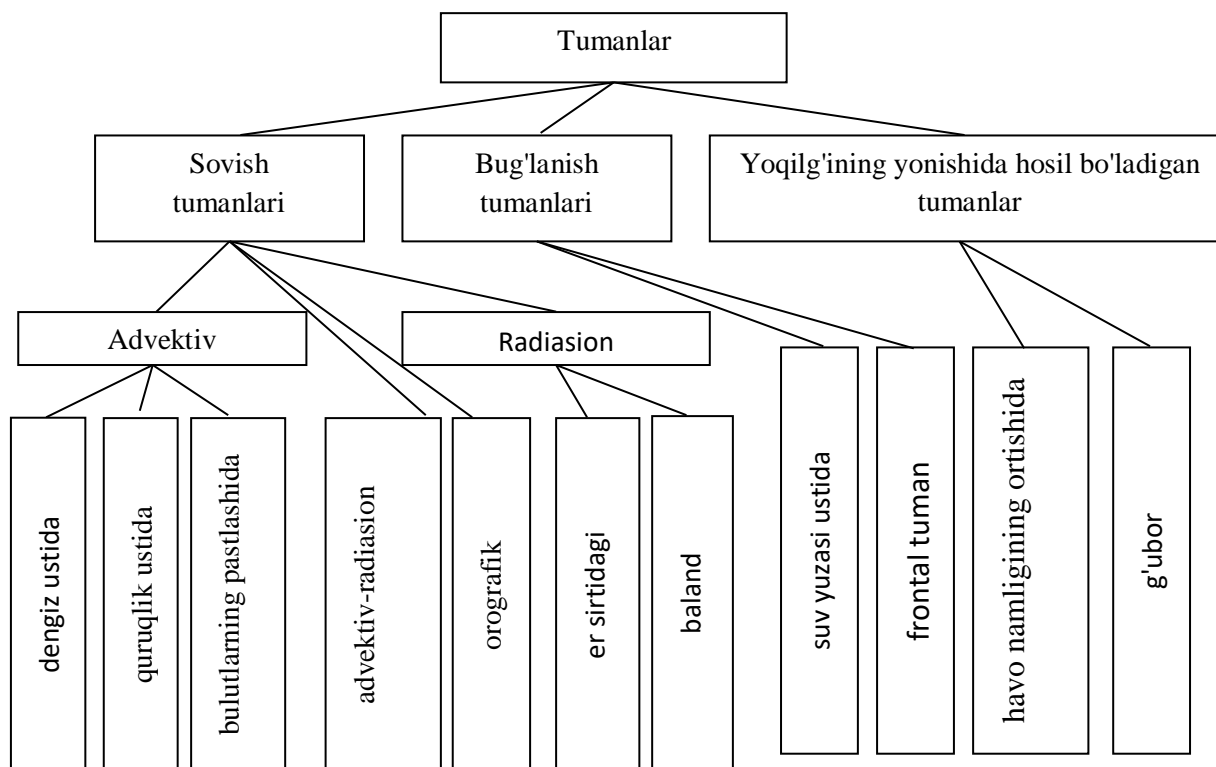 Tumanlar
Sovish
tumanlari
Bug'lanish
tumanlari
Yoqilg'ining yonishida hosil bo'ladigan
tumanlar
Advektiv
Radiasion
dengiz ustida
quruqlik ustida
bulutlarning pastlashida
advektiv-radiasion
orografik
er sirtidagi
baland
suv yuzasi ustida
frontal tuman
havo namligining ortishida
g'ubor